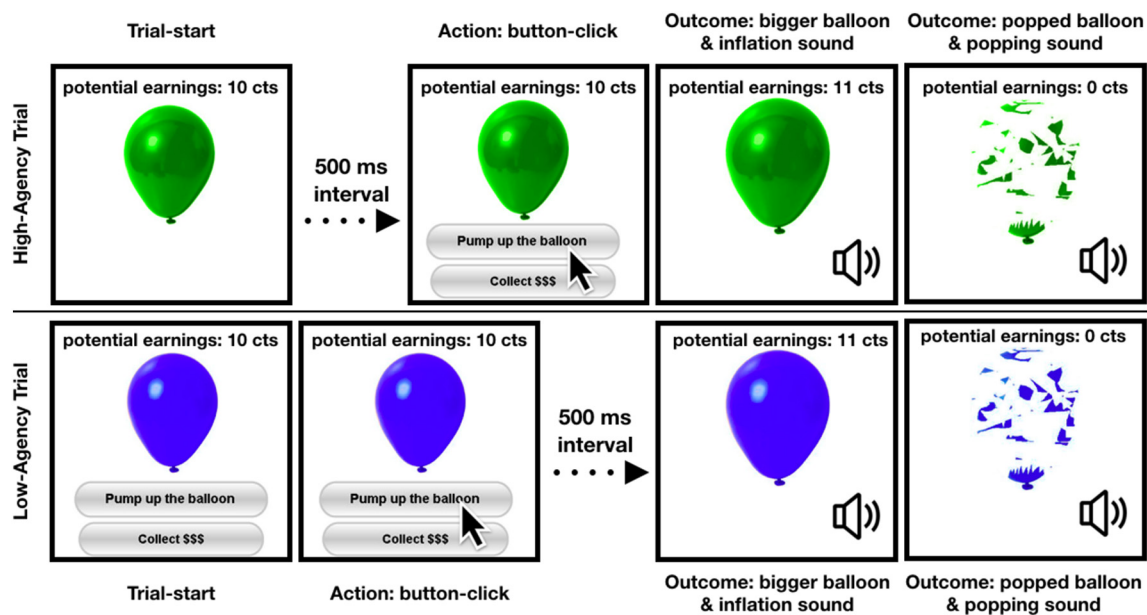 Trial-start
Action: button-click
Outcome: bigger balloon
& inflation sound
Outcome: popped balloon
& popping sound
High-Agency Trial
potential earnings: 10 cts
500 ms
interval
potential earnings: 10 cts
Pump up the balloon
Collect $$$
potential earnings: 11 cts
potential earnings: 0 cts
Low-Agency Trial
potential earnings: 10 cts
Pump up the balloon
Collect $$$
potential earnings: 10 cts
Pump up the balloon
Collect $$$
500 ms
interval
potential earnings: 11 cts
potential earnings: 0 cts
Trial-start
Action: button-click
Outcome: bigger balloon
& inflation sound
Outcome: popped balloon
& popping sound